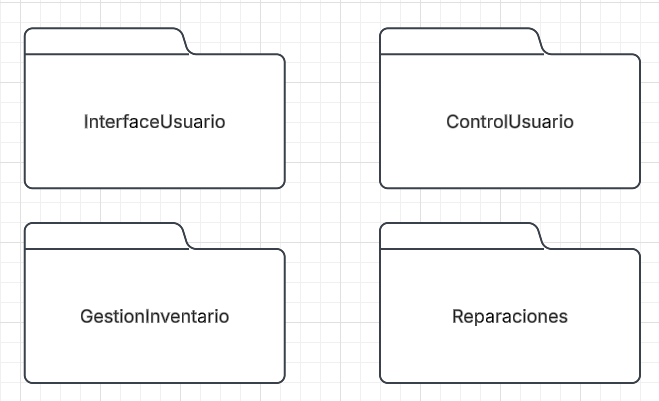 InterfaceUsuario
ControlUsuario
GestionInventario
Reparaciones